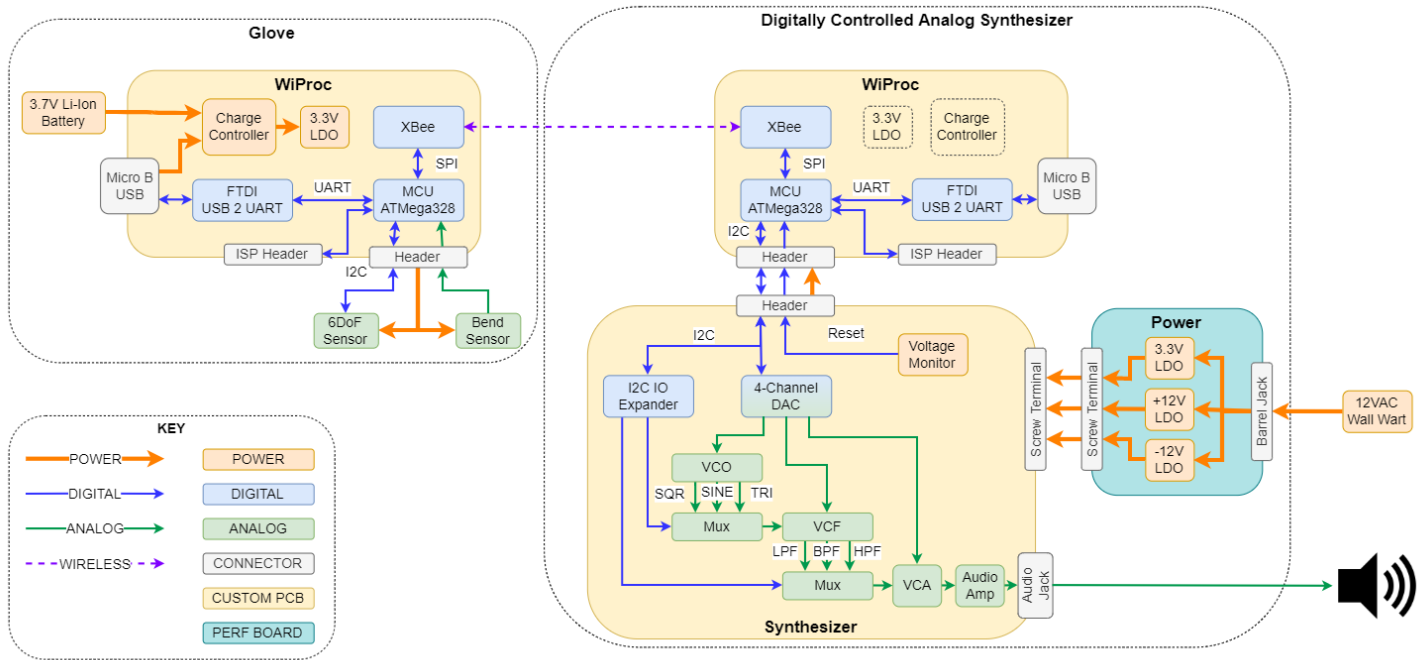 Glove
WiProc
3.7V Li-Ion
Battery
Charge
Controller
3.3V
LDO
XBee
SPI
Micro B
USB
FTDI
USB 2 UART
UART
MCU
ATMega328
ISP Header
I2C
Header
6DoF
Sensor
Bend
Sensor
KEY
POWER
POWER
DIGITAL
DIGITAL
ANALOG
ANALOG
WIRELESS
CONNECTOR
CUSTOM PCB
PERF BOARD
Digitally Controlled Analog Synthesizer
WiProc
XBee
3.3V
LDO
Charge
Controller
SPI
MCU
ATMega328
UART
FTDI
USB 2 UART
Micro B
USB
I2C
Header
ISP Header
Header
I2C
Reset
Voltage
Monitor
I2C IO
Expander
4-Channel
DAC
VCO
SQR
SINE
TRI
Mux
VCF
LPF
BPF
HPF
Mux
VCA
Audio
Amp
Audio
Jack
Synthesizer
Screw Terminal
Screw Terminal
Power
3.3V
LDO
+12V
LDO
-12V
LDO
Barrel Jack
12VAC
Wall Wart